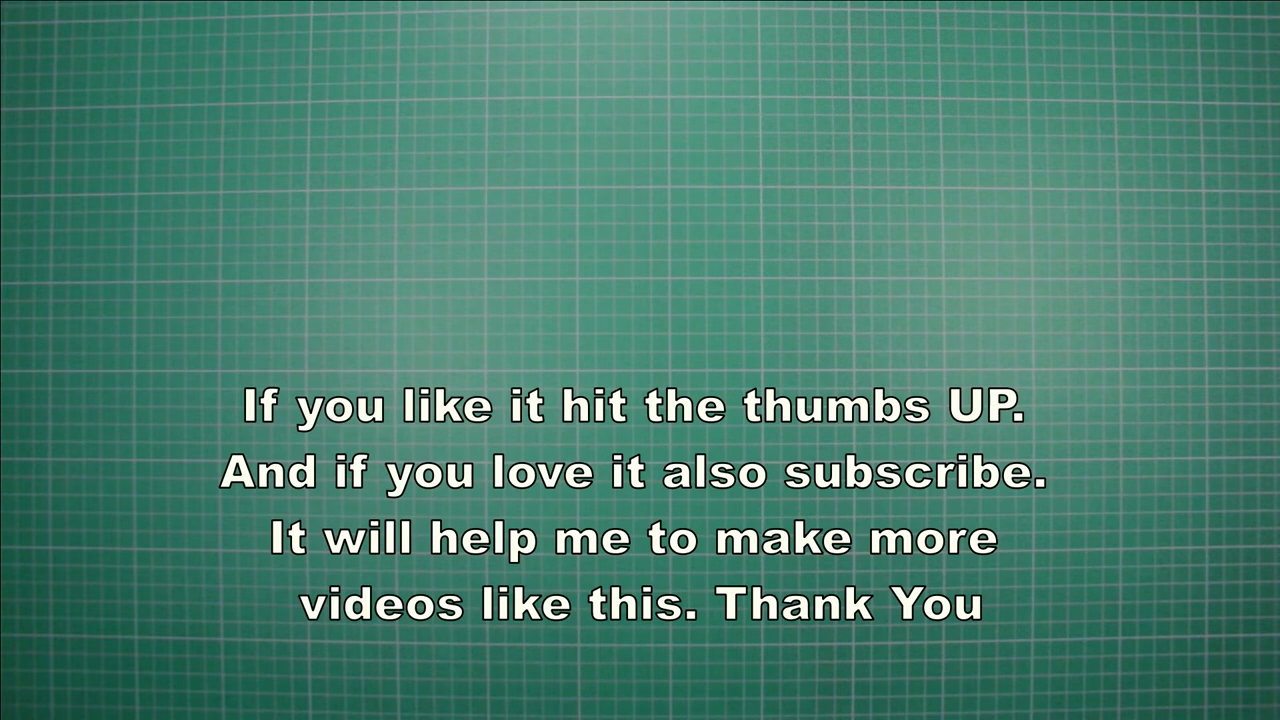 If you like it hit the thumbs UP.
And if you love it also subscribe.
It will help me to make more
videos like this. Thank You